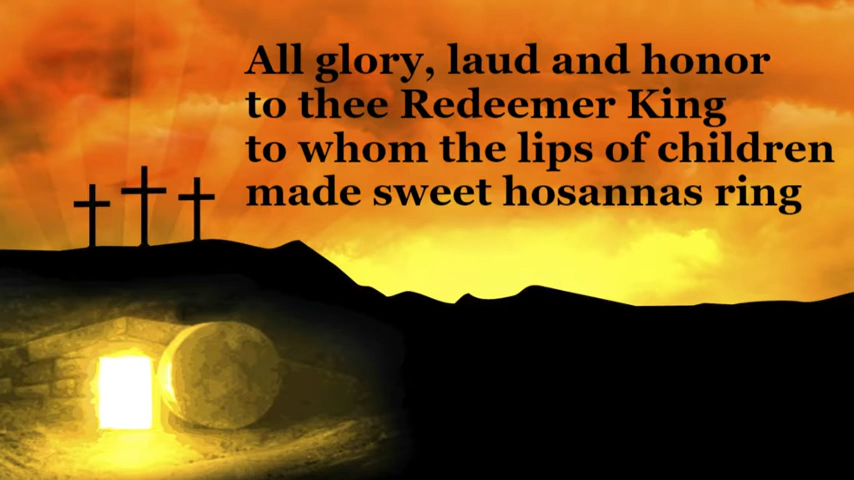 All glory, laud and honor
to thee Redeemer King
to whom the lips of children
made sweet hosannas ring